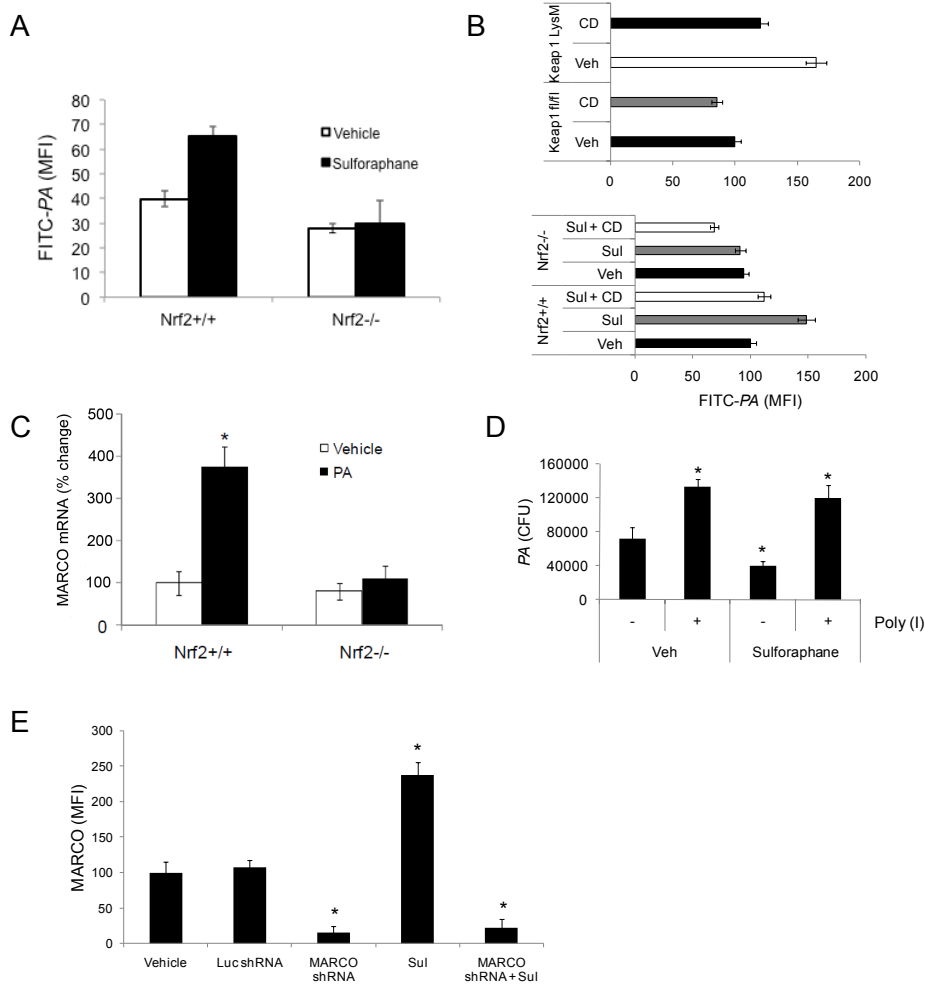 A
FITC-PA (MFI)
80
70
60
50
40
30
20
10
0
Vehicle
Sulforaphane
Nrf2+/+
Nrf2-/-
B
Keap1 LysM
CD
Veh
Keap1 fl/fl
CD
Veh
0 50 100 150 200
Nrf2-/-
Sul + CD
Sul
Veh
Nrf2+/+
Sul + CD
Sul
Veh
0 50 100 150 200
FITC-PA (MFI)
C
MARCO mRNA (% change)
500
400
300
200
100
0
*
Vehicle
PA
Nrf2+/+
Nrf2-/-
D
PA (CFU)
160000
120000
80000
40000
0
* * *
- + - + Poly (I)
Veh Sulforaphane
E
MARCO (MFI)
300
250
200
150
100
50
0
* * *
Vehicle
Luc shRNA
MARCO
shRNA
Sul
MARCO
shRNA + Sul